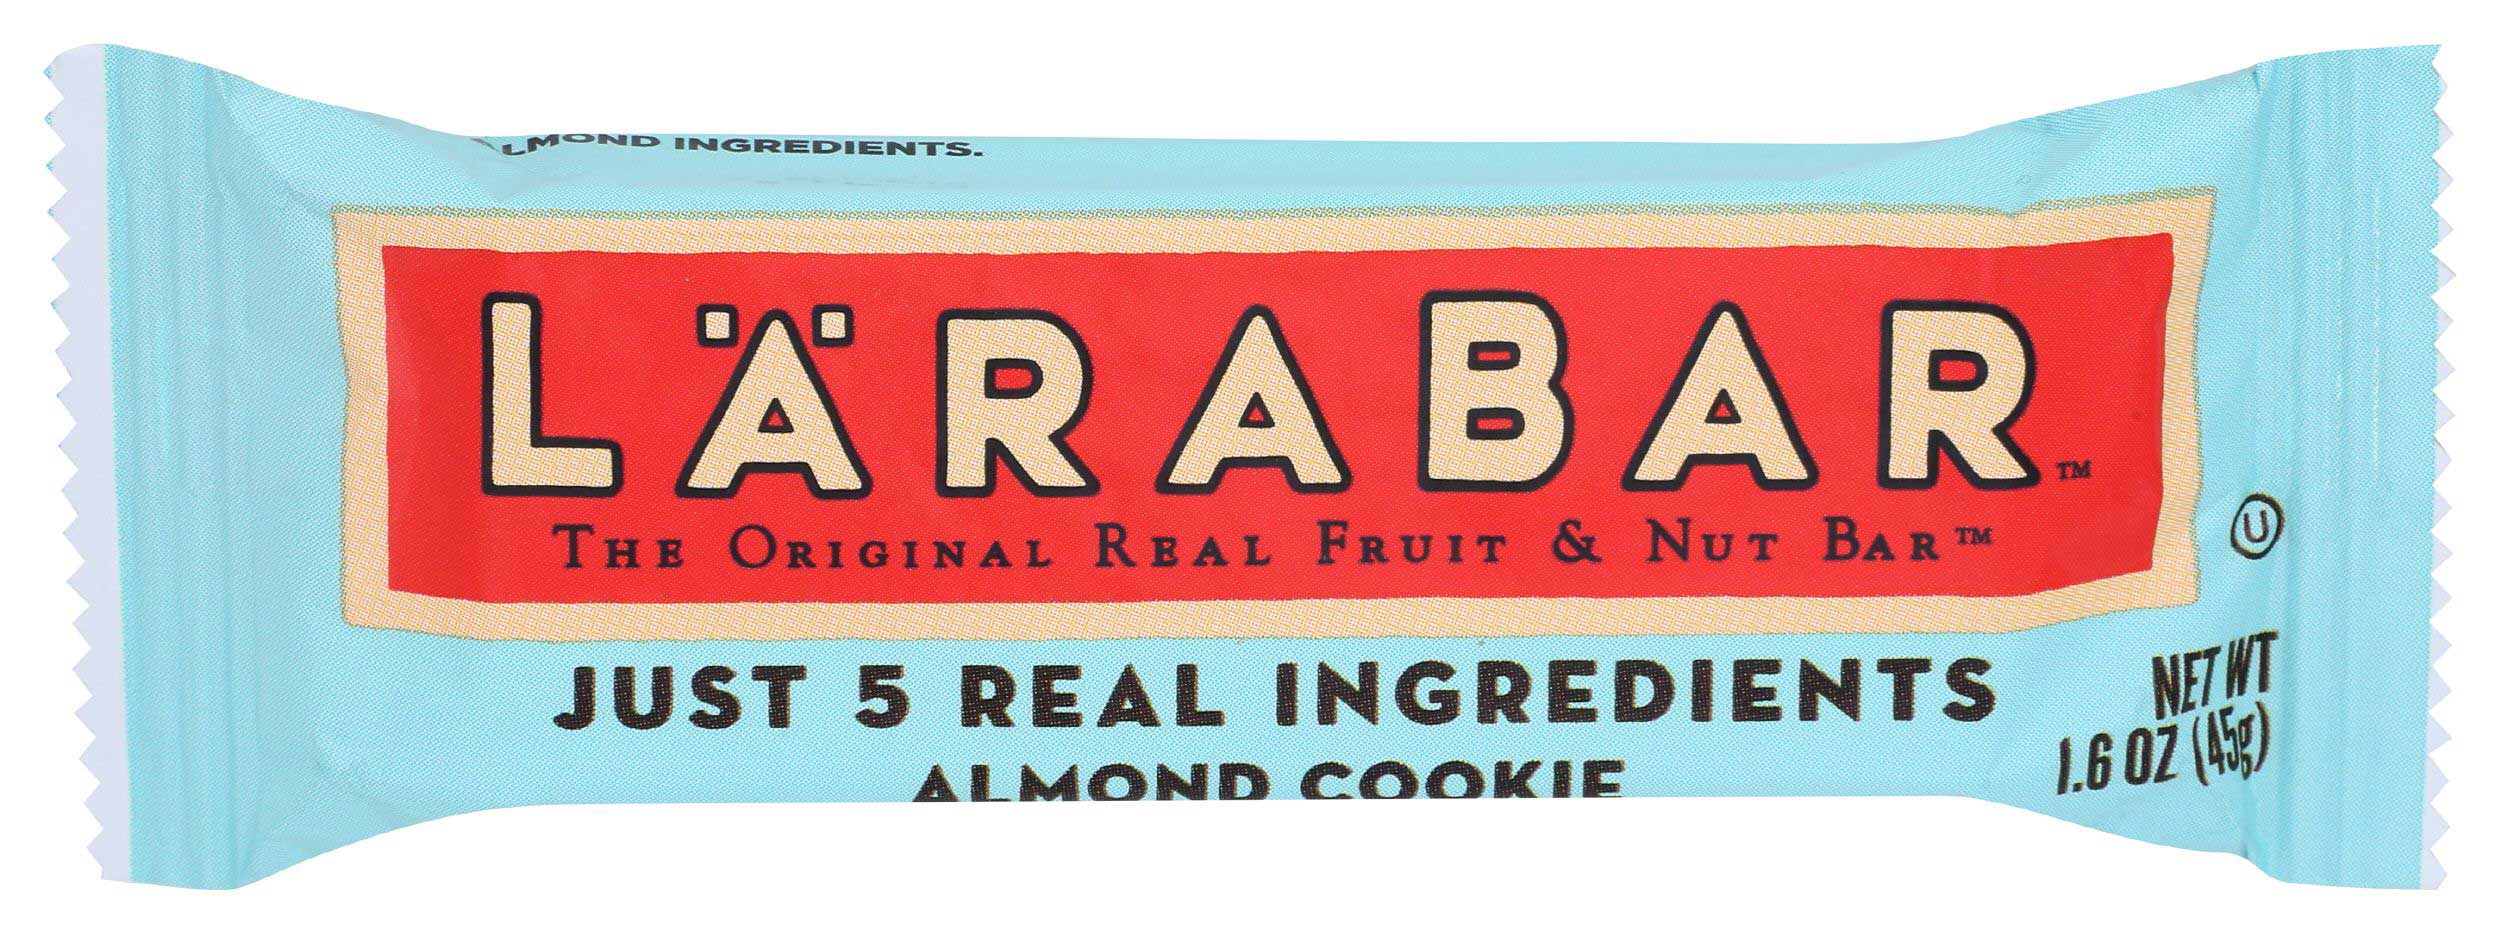 ALMOND INGREDIENTS.
LÄRABAR™
THE ORIGINAL REAL FRUIT & NUT BAR™
U
JUST 5 REAL INGREDIENTS
NET WT
1.6 OZ (45g)
ALMOND COOKIE